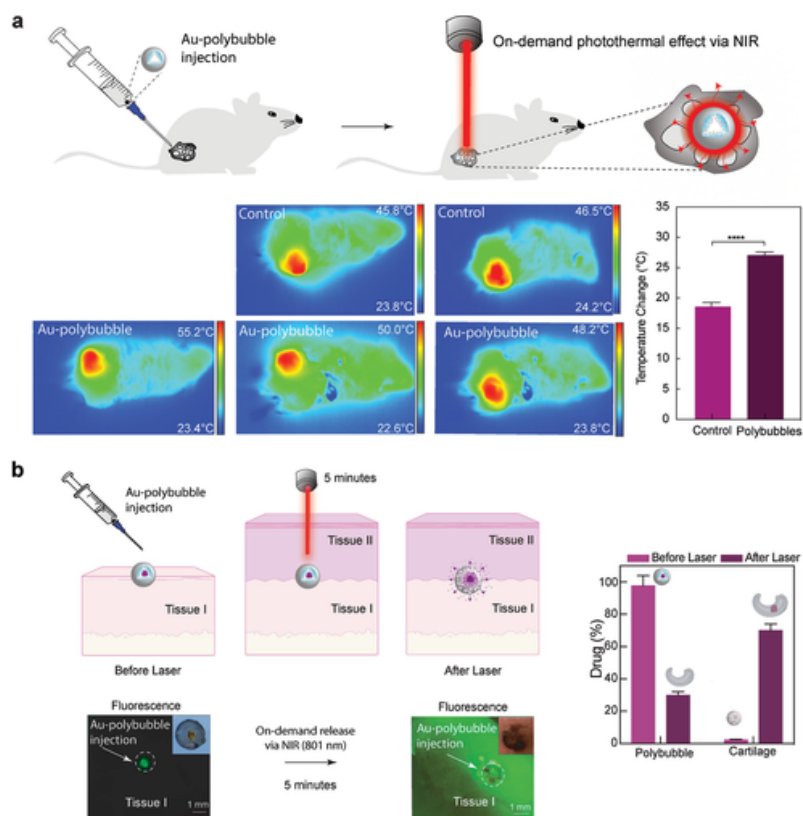 a
Au-polybubble
injection
On-demand photothermal effect via NIR
Control
45.8°C
23.8°C
Control
46.5°C
24.2°C
Au-polybubble
55.2°C
23.4°C
Au-polybubble
50.0°C
22.6°C
Au-polybubble
48.2°C
23.8°C
Temperature Change (°C)
35
30
25
20
15
10
5
0
****
Control
Polybubbles
b
Au-polybubble
injection
Tissue I
Before Laser
5 minutes
Tissue II
Tissue I
Tissue II
Tissue I
After Laser
Fluorescence
Au-polybubble
injection
Tissue I
1 mm
On-demand release
via NIR (801 nm)
5 minutes
Fluorescence
Au-polybubble
injection
Tissue I
1 mm
Before Laser
After Laser
Drug (%)
100
80
60
40
20
0
Polybubble
Cartilage